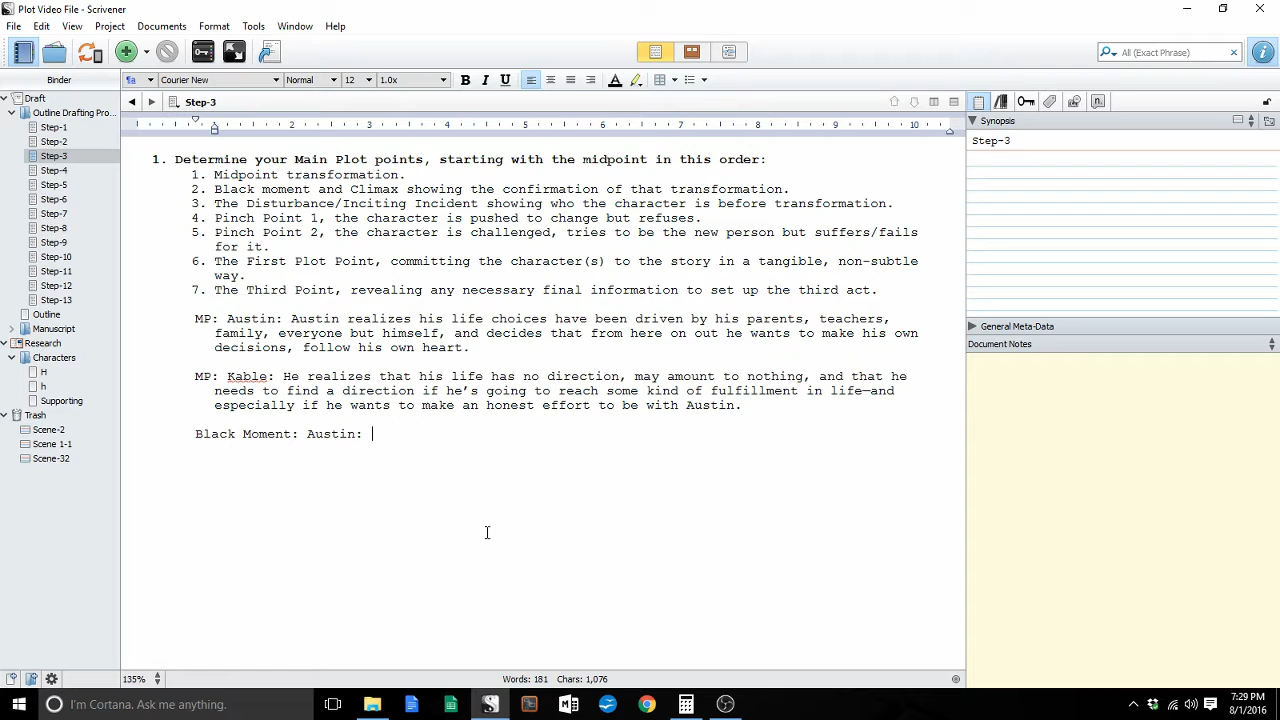 Plot Video File - Scrivener
File Edit View Project Documents Format Tools Window Help
All (Exact Phrase)
Binder
Courier New Normal 12 1.0x B I U A
Draft
Outline Drafting Pro...
Step-1
Step-2
Step-3
Step-4
Step-5
Step-6
Step-7
Step-8
Step-9
Step-10
Step-11
Step-12
Step-13
Outline
Manuscript
Research
Characters
H
h
Supporting
Trash
Scene-2
Scene 1-1
Scene-32
Step-3
2 3 4 5 6 7 8 9 10
1. Determine your Main Plot points, starting with the midpoint in this order:
1. Midpoint transformation.
2. Black moment and Climax showing the confirmation of that transformation.
3. The Disturbance/Inciting Incident showing who the character is before transformation.
4. Pinch Point 1, the character is pushed to change but refuses.
5. Pinch Point 2, the character is challenged, tries to be the new person but suffers/fails
for it.
6. The First Plot Point, committing the character(s) to the story in a tangible, non-subtle
way.
7. The Third Point, revealing any necessary final information to set up the third act.
MP: Austin: Austin realizes his life choices have been driven by his parents, teachers,
family, everyone but himself, and decides that from here on out he wants to make his own
decisions, follow his own heart.
MP: Kable: He realizes that his life has no direction, may amount to nothing, and that he
needs to find a direction if he’s going to reach some kind of fulfillment in life—and
especially if he wants to make an honest effort to be with Austin.
Black Moment: Austin:
Synopsis
Step-3
General Meta-Data
Document Notes
135%
Words: 181 Chars: 1,076
I'm Cortana. Ask me anything.
7:29 PM
8/1/2016